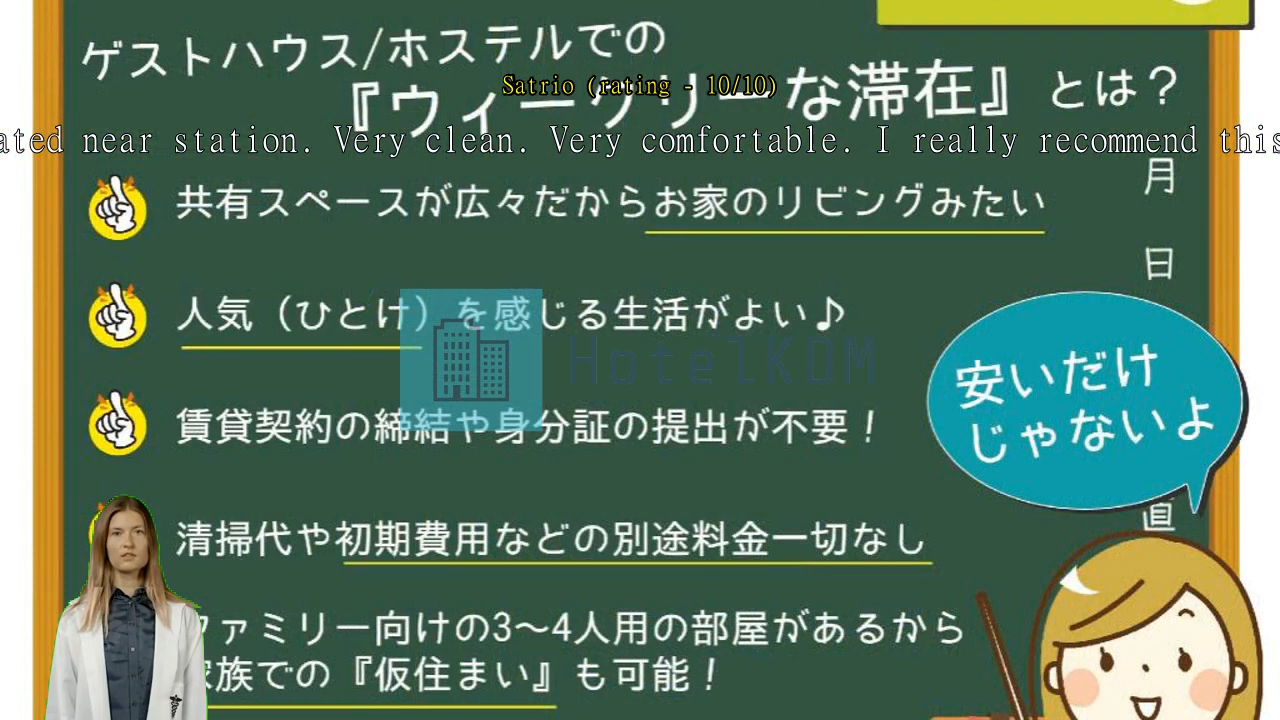 ゲストハウス/ホステルでの
『ウィークリーな滞在』とは？
Satrio (rating - 10/10)
near station. Very clean. Very comfortable. I really recommend
月
日
直
共有スペースが広々だからお家のリビングみたい
人気（ひとけ）を感じる生活がよい♪
HotelKOM
安いだけ
じゃないよ
賃貸契約の締結や身分証の提出が不要！
清掃代や初期費用などの別途料金一切なし
ファミリー向けの3〜4人用の部屋があるから
家族での『仮住まい』も可能！